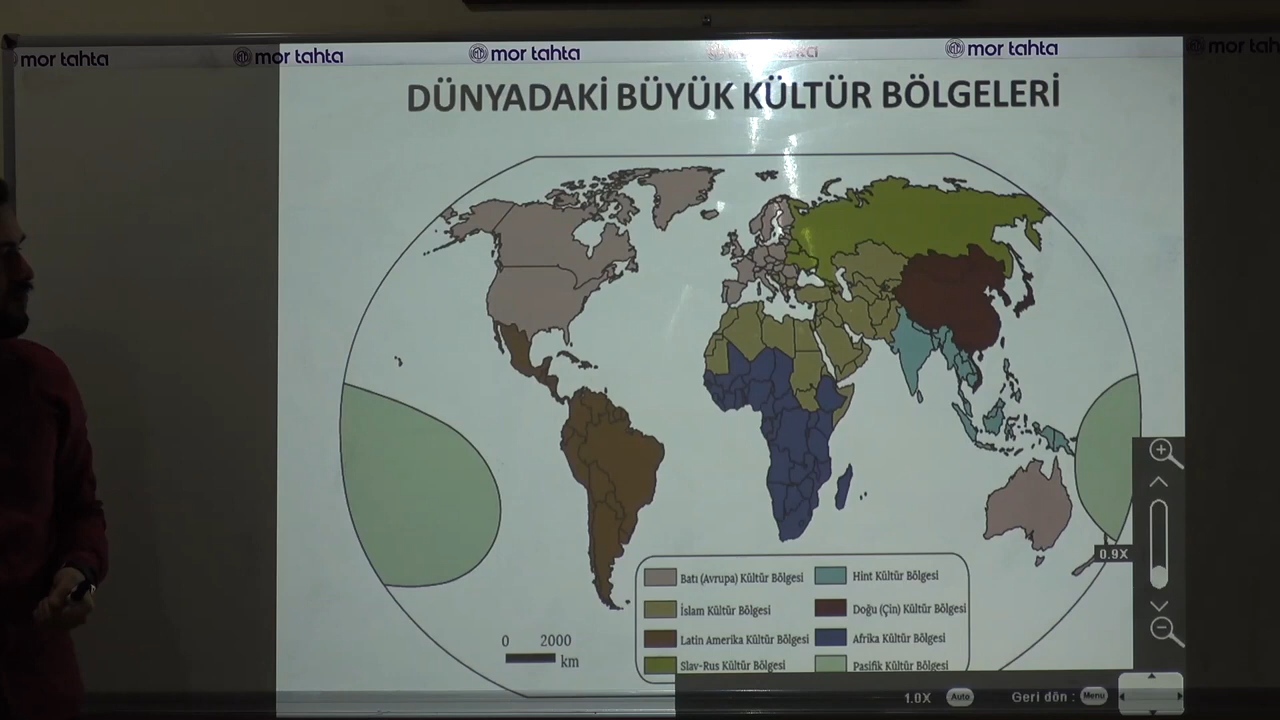 mor tahta
mor tahta
mor tahta
mor tahta
mor tahta
DÜNYADAKİ BÜYÜK KÜLTÜR BÖLGELERİ
0 2000
km
Batı (Avrupa) Kültür Bölgesi
İslam Kültür Bölgesi
Latin Amerika Kültür Bölgesi
Slav-Rus Kültür Bölgesi
Hint Kültür Bölgesi
Doğu (Çin) Kültür Bölgesi
Afrika Kültür Bölgesi
Pasifik Kültür Bölgesi
0.9X
1.0X Auto Geri dön : Menu